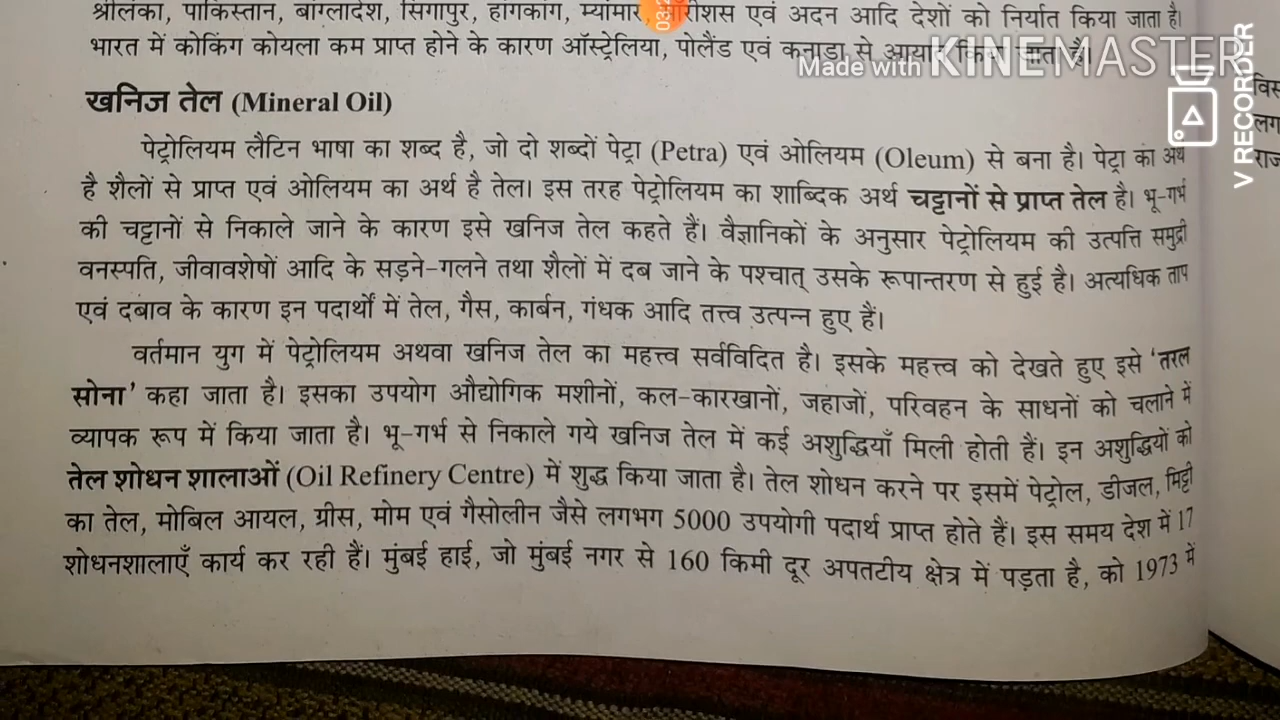 श्रीलंका, पाकिस्तान, बांग्लादेश, सिंगापुर, हांगकांग, म्यांमार, मॉरीशस एवं अदन आदि देशों को निर्यात किया जाता है।
भारत में कोकिंग कोयला कम प्राप्त होने के कारण ऑस्ट्रेलिया, पोलैंड एवं कनाडा से आयात किया जाता है।
Made with KINEMASTER
V RECORDER
खनिज तेल (Mineral Oil)
पेट्रोलियम लैटिन भाषा का शब्द है, जो दो शब्दों पेट्रा (Petra) एवं ओलियम (Oleum) से बना है। पेट्रा का अर्थ
है शैलों से प्राप्त एवं ओलियम का अर्थ है तेल। इस तरह पेट्रोलियम का शाब्दिक अर्थ चट्टानों से प्राप्त तेल है। भू-गर्भ
की चट्टानों से निकाले जाने के कारण इसे खनिज तेल कहते हैं। वैज्ञानिकों के अनुसार पेट्रोलियम की उत्पत्ति समुद्री
वनस्पति, जीवावशेषों आदि के सड़ने-गलने तथा शैलों में दब जाने के पश्चात् उसके रूपान्तरण से हुई है। अत्यधिक ताप
एवं दबाव के कारण इन पदार्थों में तेल, गैस, कार्बन, गंधक आदि तत्त्व उत्पन्न हुए हैं।
वर्तमान युग में पेट्रोलियम अथवा खनिज तेल का महत्त्व सर्वविदित है। इसके महत्त्व को देखते हुए इसे 'तरल
सोना' कहा जाता है। इसका उपयोग औद्योगिक मशीनों, कल-कारखानों, जहाजों, परिवहन के साधनों को चलाने में
व्यापक रूप में किया जाता है। भू-गर्भ से निकाले गये खनिज तेल में कई अशुद्धियाँ मिली होती हैं। इन अशुद्धियों को
तेल शोधन शालाओं (Oil Refinery Centre) में शुद्ध किया जाता है। तेल शोधन करने पर इसमें पेट्रोल, डीजल, मिट्टी
का तेल, मोबिल आयल, ग्रीस, मोम एवं गैसोलीन जैसे लगभग 5000 उपयोगी पदार्थ प्राप्त होते हैं। इस समय देश में 17
शोधनशालाएँ कार्य कर रही हैं। मुंबई हाई, जो मुंबई नगर से 160 किमी दूर अपतटीय क्षेत्र में पड़ता है, को 1973 में